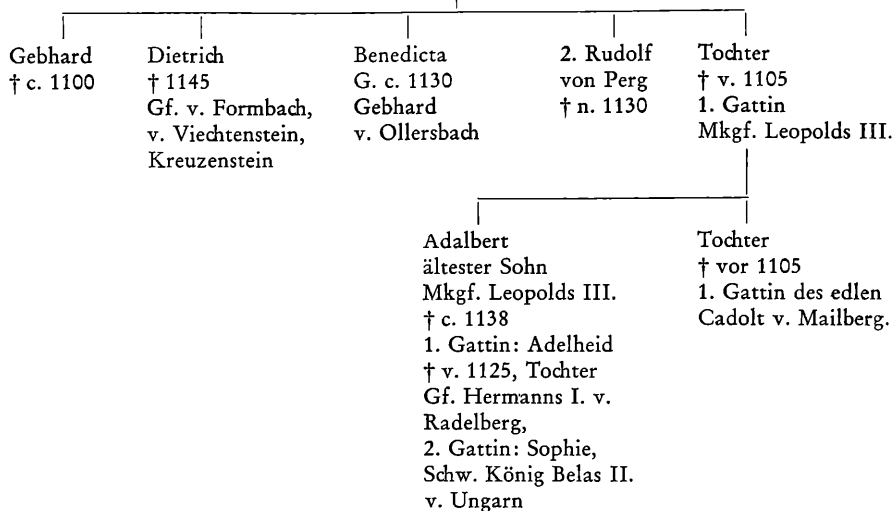 Gebhard
† c. 1100
Dietrich
† 1145
Gf. v. Formbach,
v. Viechtenstein,
Kreuzenstein
Benedicta
G. c. 1130
Gebhard
v. Ollersbach
2. Rudolf
von Perg
† n. 1130
Tochter
† v. 1105
1. Gattin
Mkgf. Leopolds III.
Adalbert
ältester Sohn
Mkgf. Leopolds III.
† c. 1138
1. Gattin: Adelheid
† v. 1125, Tochter
Gf. Hermanns I. v.
Radelberg,
2. Gattin: Sophie,
Schw. König Belas II.
v. Ungarn
Tochter
† vor 1105
1. Gattin des edlen
Cadolt v. Mailberg.